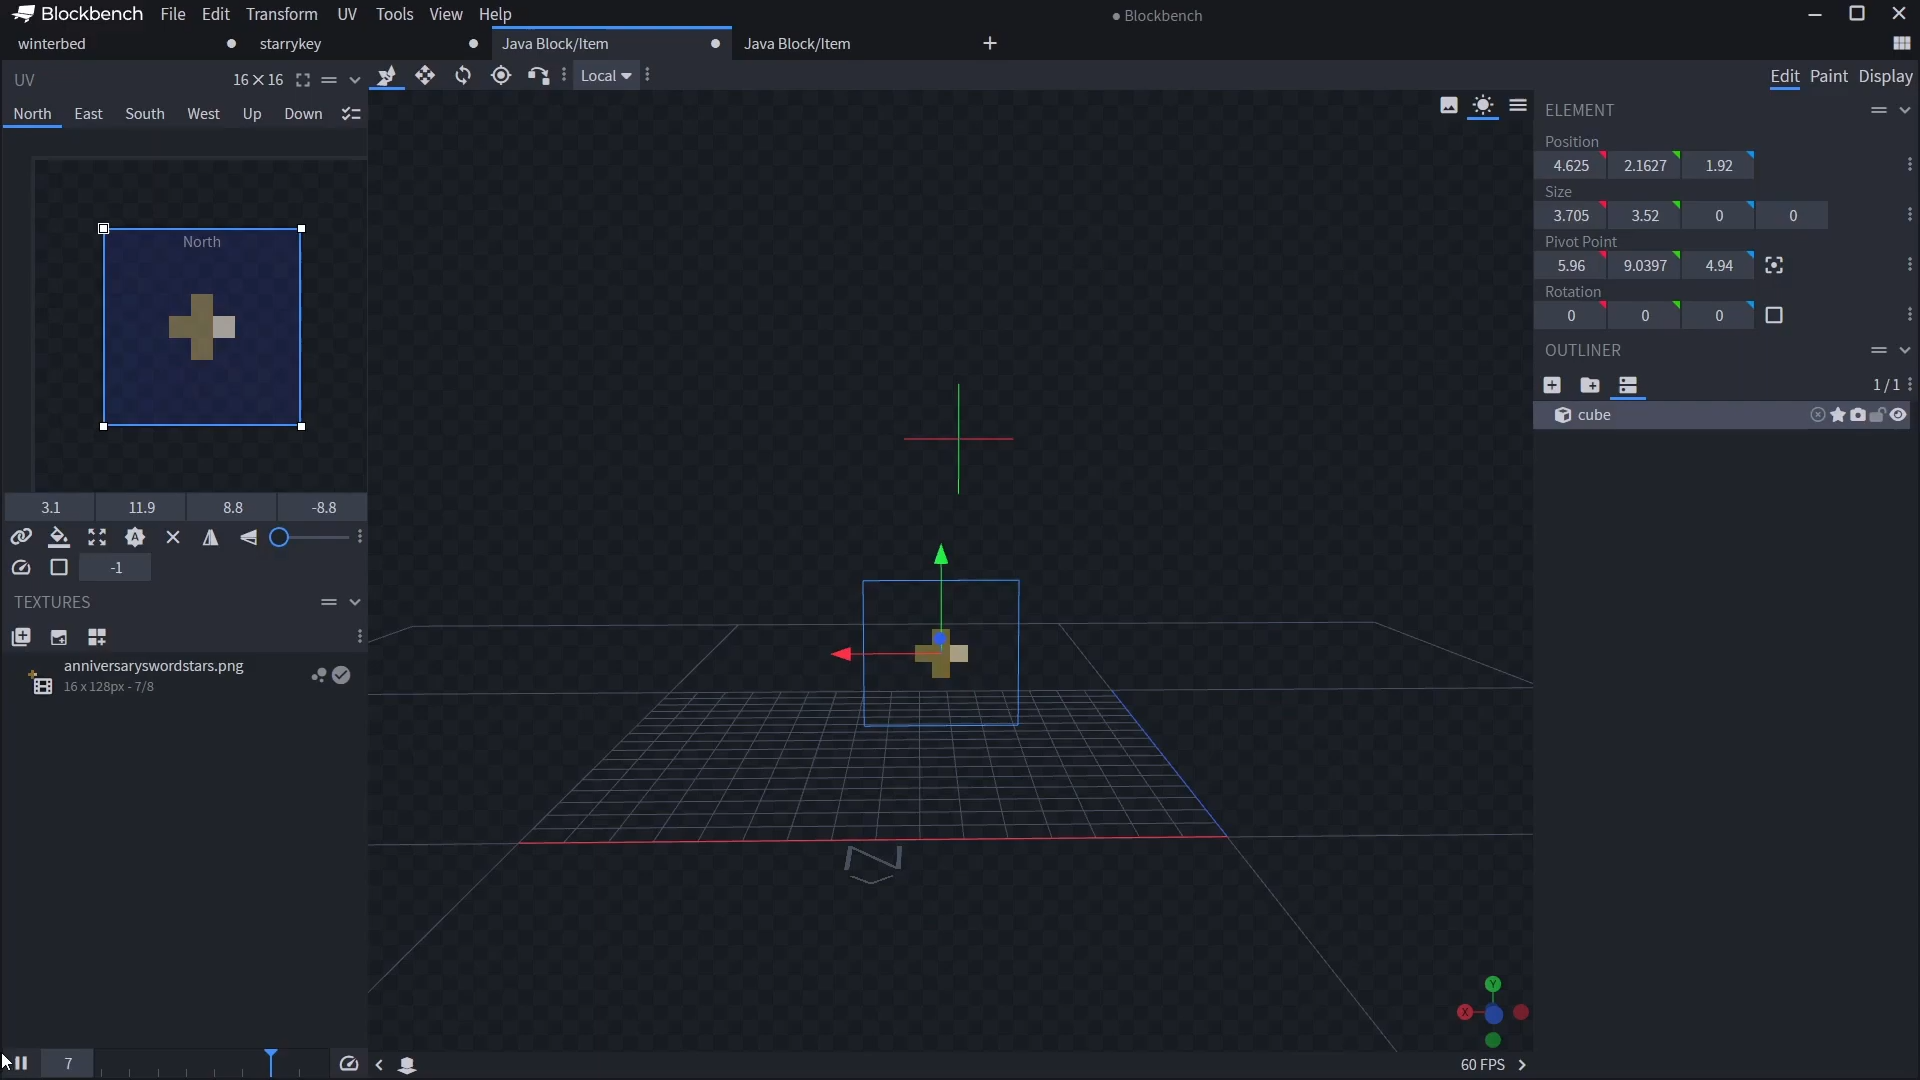 Blockbench File Edit Transform UV Tools View Help
● Blockbench
winterbed
starrykey
Java Block/Item
Java Block/Item
UV
16×16
Local
Edit Paint Display
North East South West Up Down
North
3.1 11.9 8.8 -8.8
-1
TEXTURES
anniversaryswordstars.png
16 x 128px - 7/8
7
60 FPS
Y
X
ELEMENT
Position
4.625 2.1627 1.92
Size
3.705 3.52 0 0
Pivot Point
5.96 9.0397 4.94
Rotation
0 0 0
OUTLINER
1/1
cube